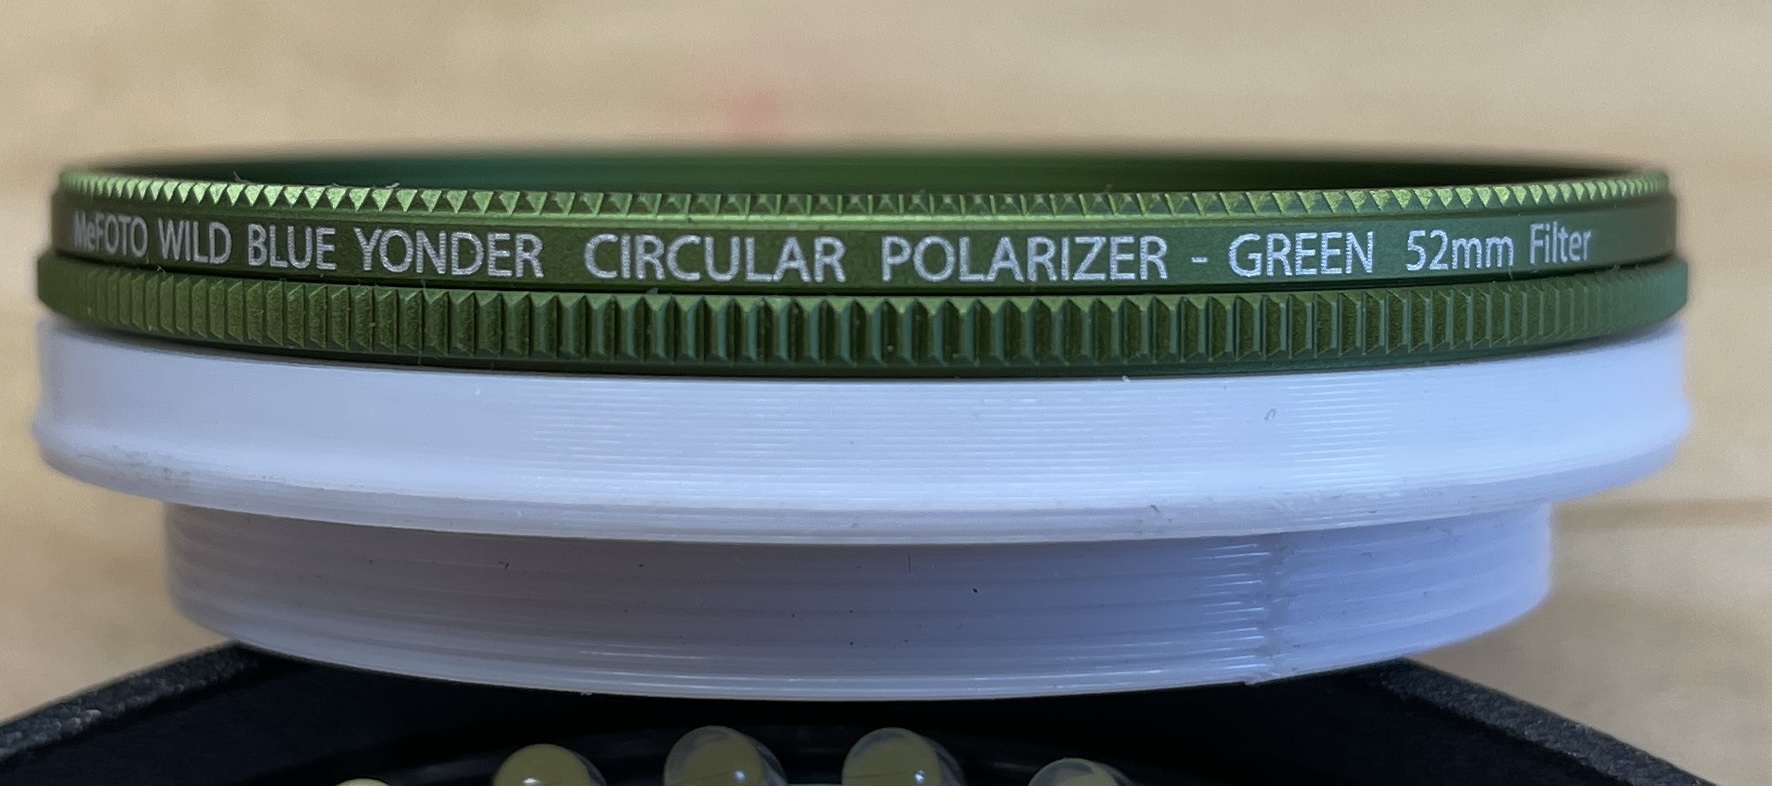 MeFOTO WILD BLUE YONDER CIRCULAR POLARIZER - GREEN 52mm Filter